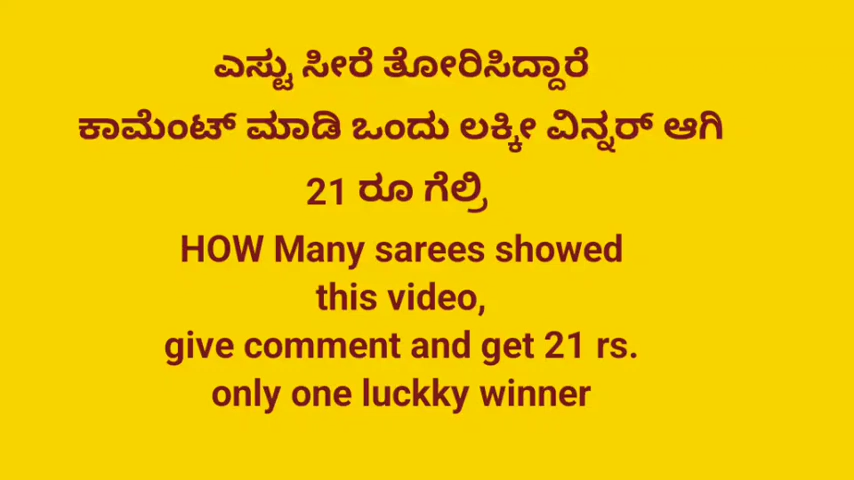 ಎಸ್ಟು ಸೀರೆ ತೋರಿಸಿದ್ದಾರೆ
ಕಾಮೆಂಟ್ ಮಾಡಿ ಒಂದು ಲಕ್ಕೀ ವಿನ್ನರ್ ಆಗಿ
21 ರೂ ಗೆಲ್ರಿ
HOW Many sarees showed
this video,
give comment and get 21 rs.
only one luckky winner